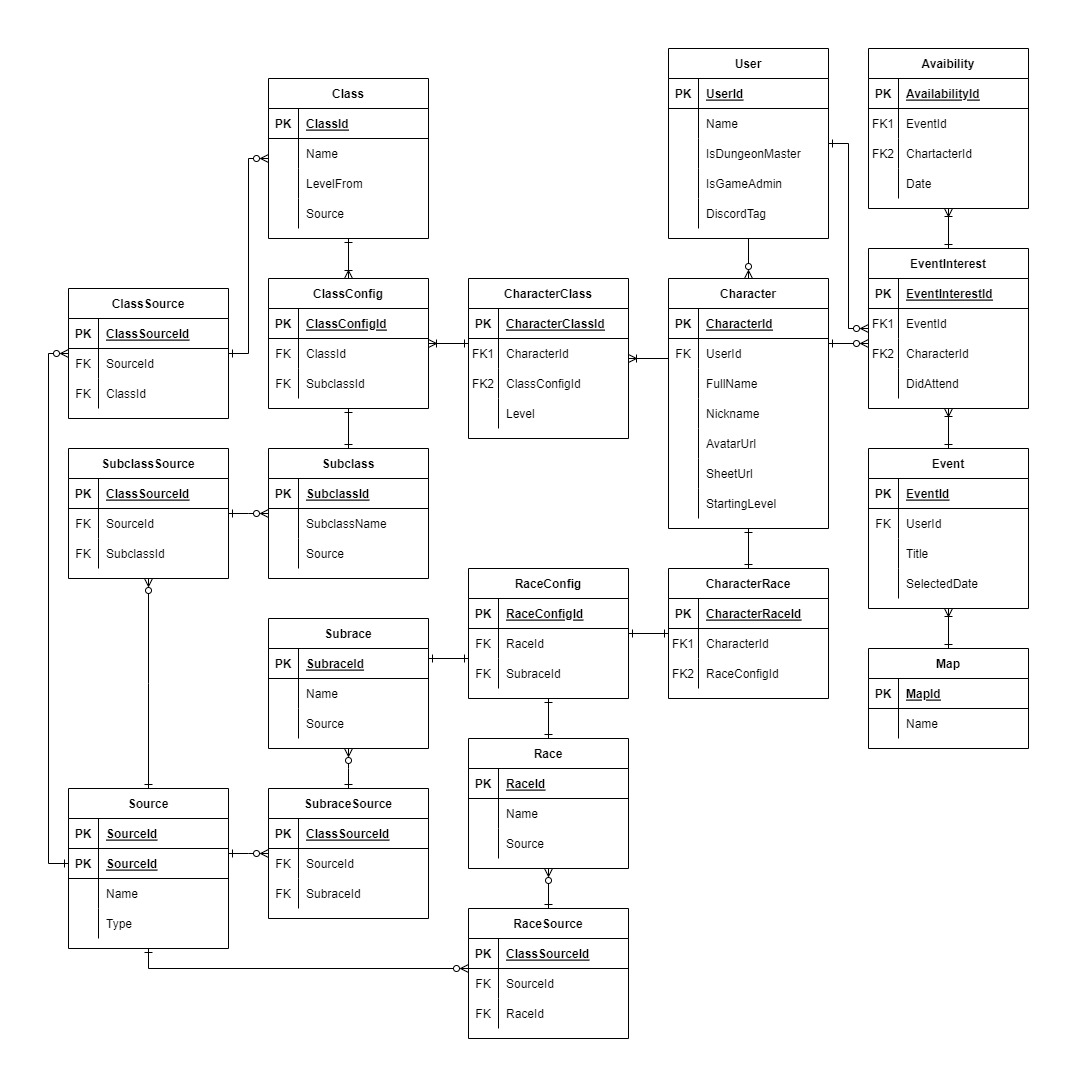 User
PK UserId
Name
IsDungeonMaster
IsGameAdmin
DiscordTag
Avaibility
PK AvailabilityId
FK1 EventId
FK2 ChartacterId
Date
Class
PK ClassId
Name
LevelFrom
Source
EventInterest
PK EventInterestId
FK1 EventId
FK2 CharacterId
DidAttend
ClassSource
PK ClassSourceId
FK SourceId
FK ClassId
ClassConfig
PK ClassConfigId
FK ClassId
FK SubclassId
CharacterClass
PK CharacterClassId
FK1 CharacterId
FK2 ClassConfigId
Level
Character
PK CharacterId
FK UserId
FullName
Nickname
AvatarUrl
SheetUrl
StartingLevel
SubclassSource
PK ClassSourceId
FK SourceId
FK SubclassId
Subclass
PK SubclassId
SubclassName
Source
Event
PK EventId
FK UserId
Title
SelectedDate
RaceConfig
PK RaceConfigId
FK RaceId
FK SubraceId
CharacterRace
PK CharacterRaceId
FK1 CharacterId
FK2 RaceConfigId
Subrace
PK SubraceId
Name
Source
Map
PK MapId
Name
Race
PK RaceId
Name
Source
Source
PK SourceId
PK SourceId
Name
Type
SubraceSource
PK ClassSourceId
FK SourceId
FK SubraceId
RaceSource
PK ClassSourceId
FK SourceId
FK RaceId